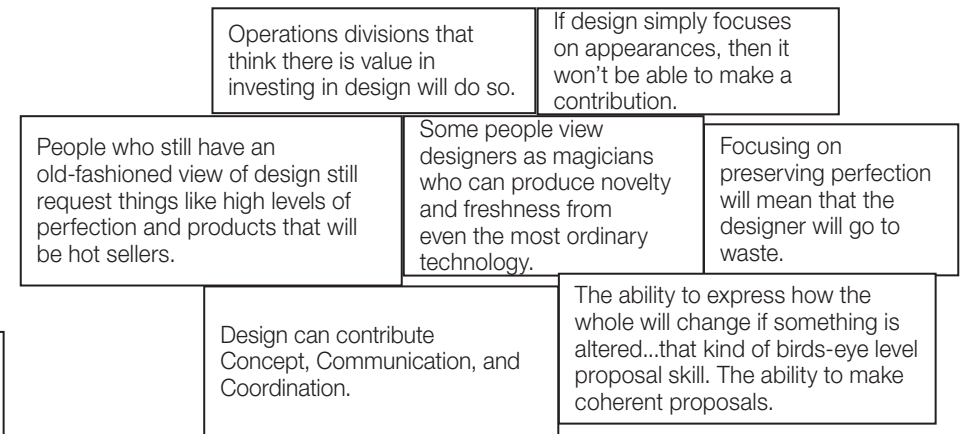 Operations divisions that
think there is value in
investing in design will do so.
If design simply focuses
on appearances, then it
won't be able to make a
contribution.
People who still have an
old-fashioned view of design still
request things like high levels of
perfection and products that will
be hot sellers.
Some people view
designers as magicians
who can produce novelty
and freshness from
even the most ordinary
technology.
Focusing on
preserving perfection
will mean that the
designer will go to
waste.
Design can contribute
Concept, Communication, and
Coordination.
The ability to express how the
whole will change if something is
altered...that kind of birds-eye level
proposal skill. The ability to make
coherent proposals.